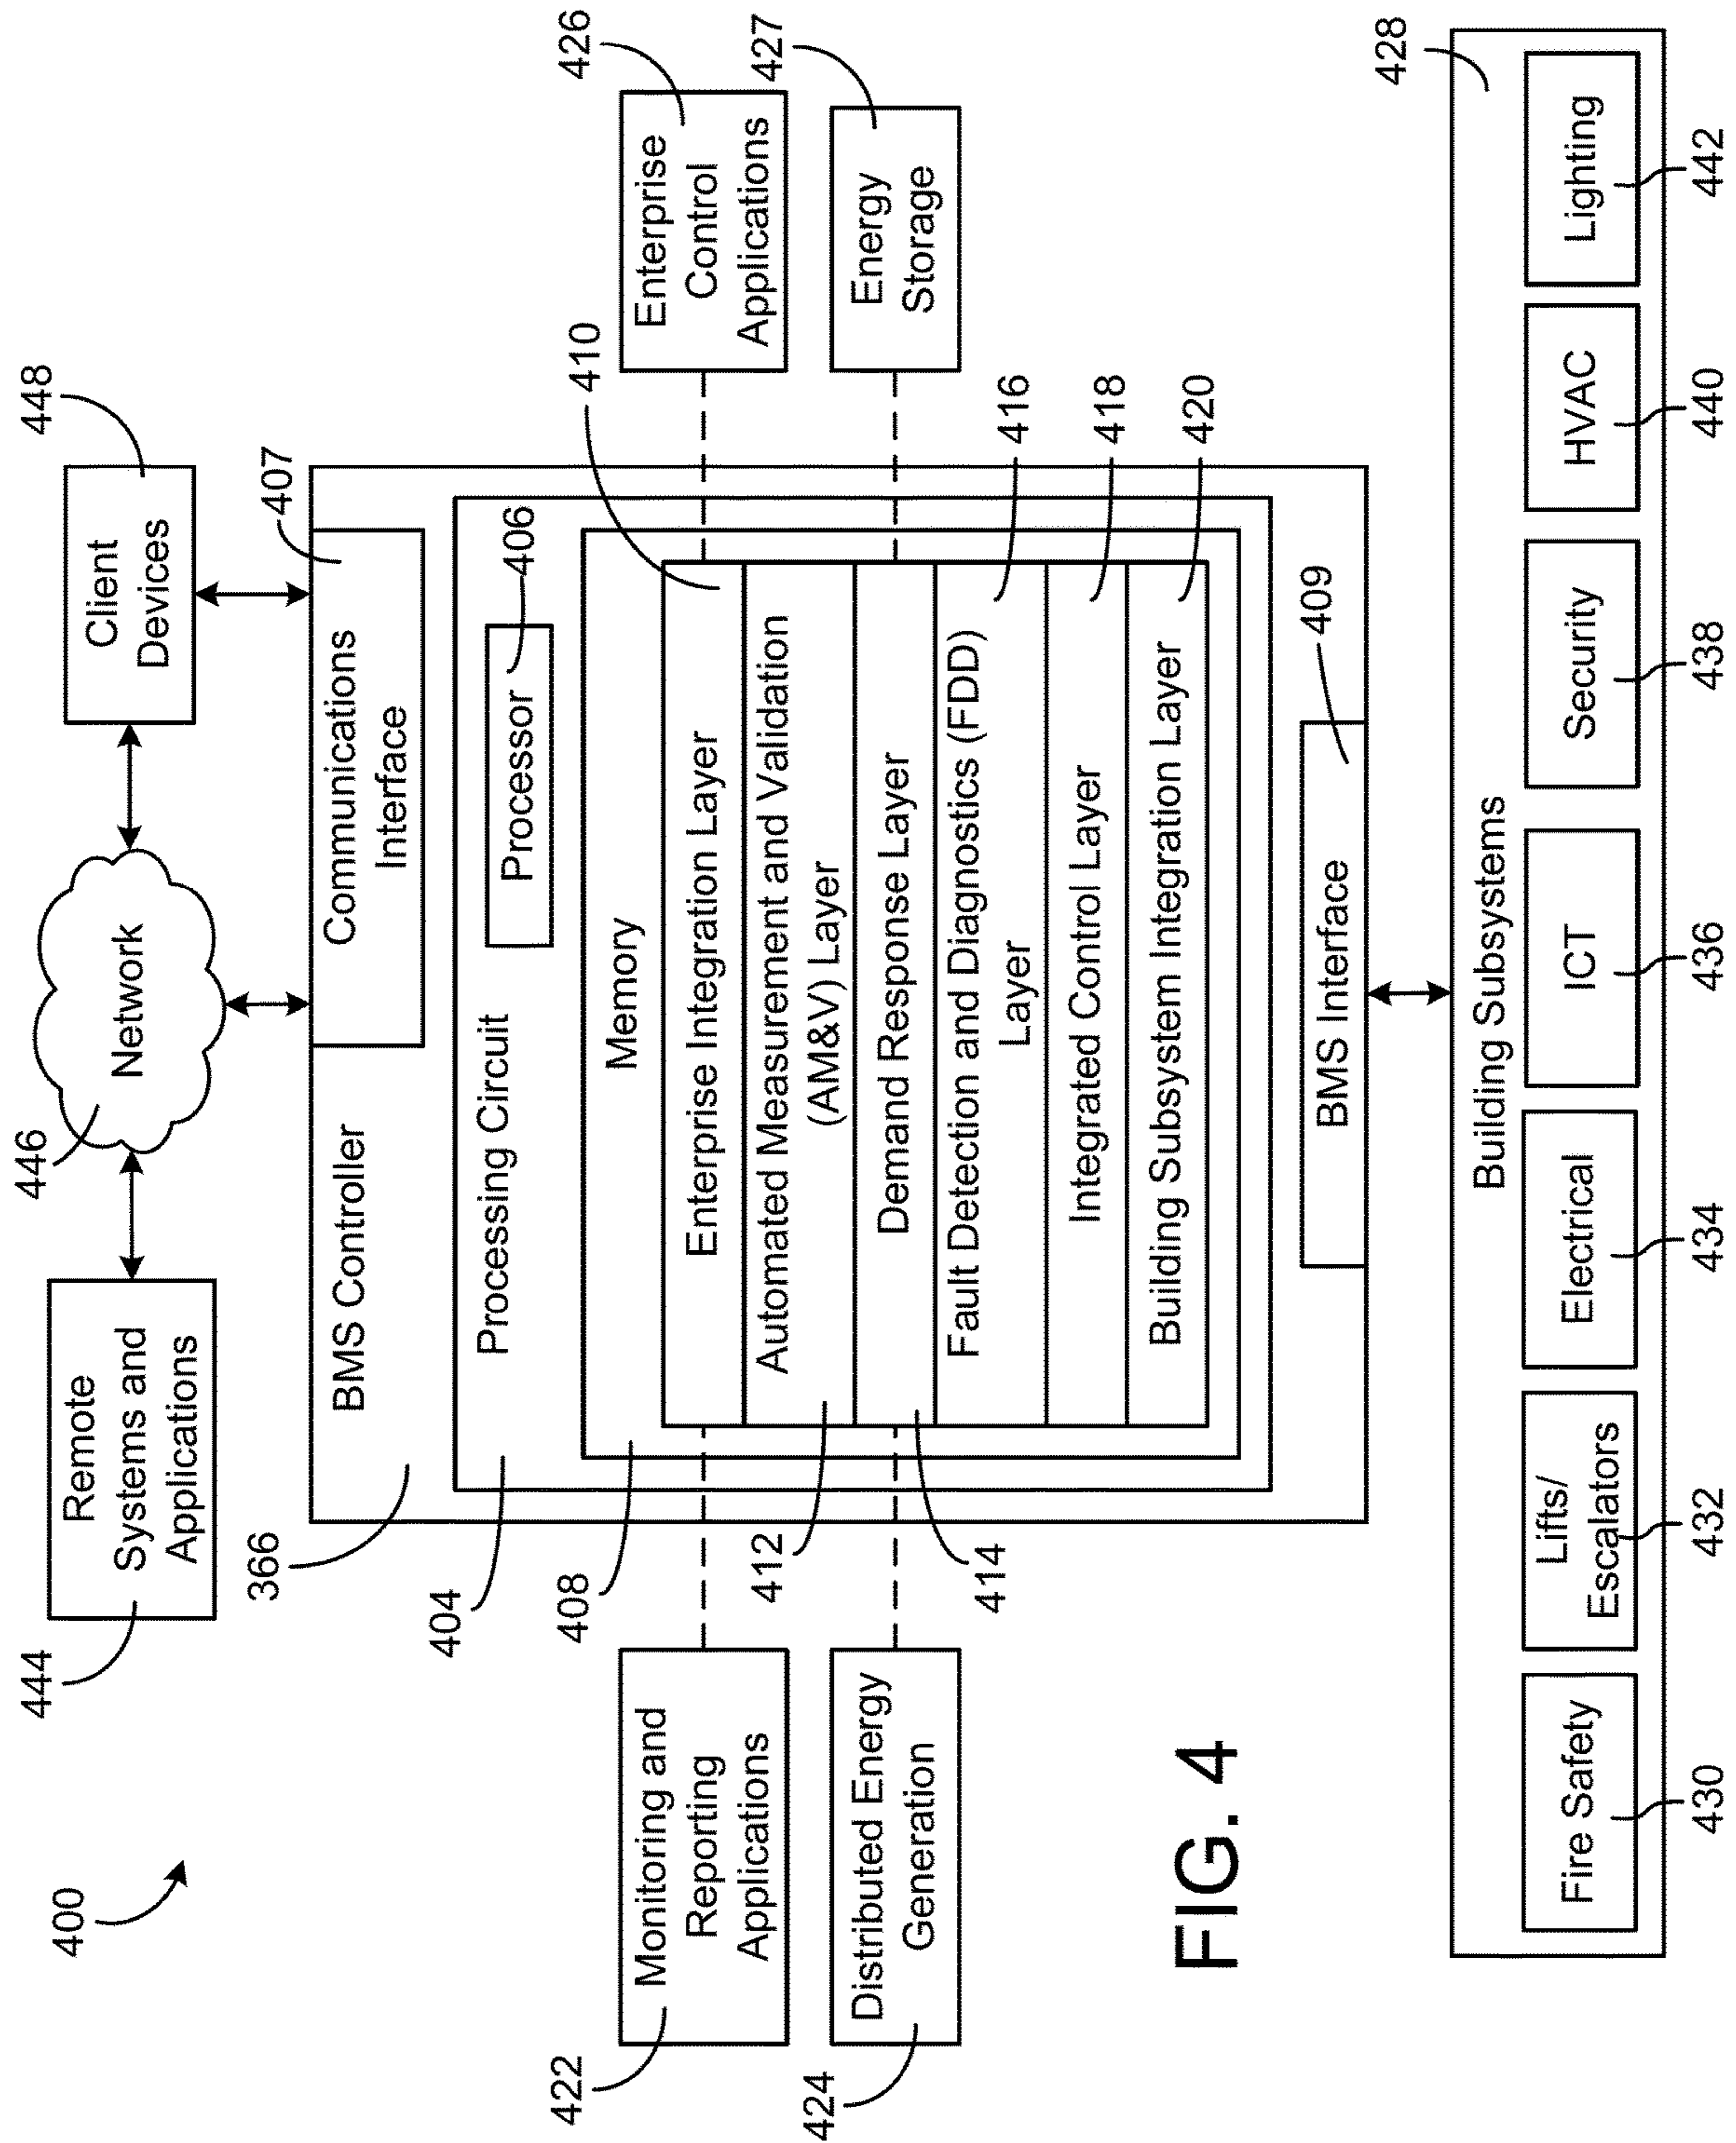 400
444
Remote
Systems and
Applications
446
Network
448
Client
Devices
366
BMS Controller
407
Communications
Interface
404
Processing Circuit
Processor
406
408
Memory
410
Enterprise Integration Layer
Automated Measurement and Validation
(AM&V) Layer
412
Demand Response Layer
414
Fault Detection and Diagnostics (FDD)
Layer
416
Integrated Control Layer
418
Building Subsystem Integration Layer
420
BMS Interface
409
422
Monitoring and
Reporting
Applications
424
Distributed Energy
Generation
426
Enterprise
Control
Applications
427
Energy
Storage
FIG. 4
428
Building Subsystems
Fire Safety
Lifts/
Escalators
Electrical
ICT
Security
HVAC
Lighting
430
432
434
436
438
440
442